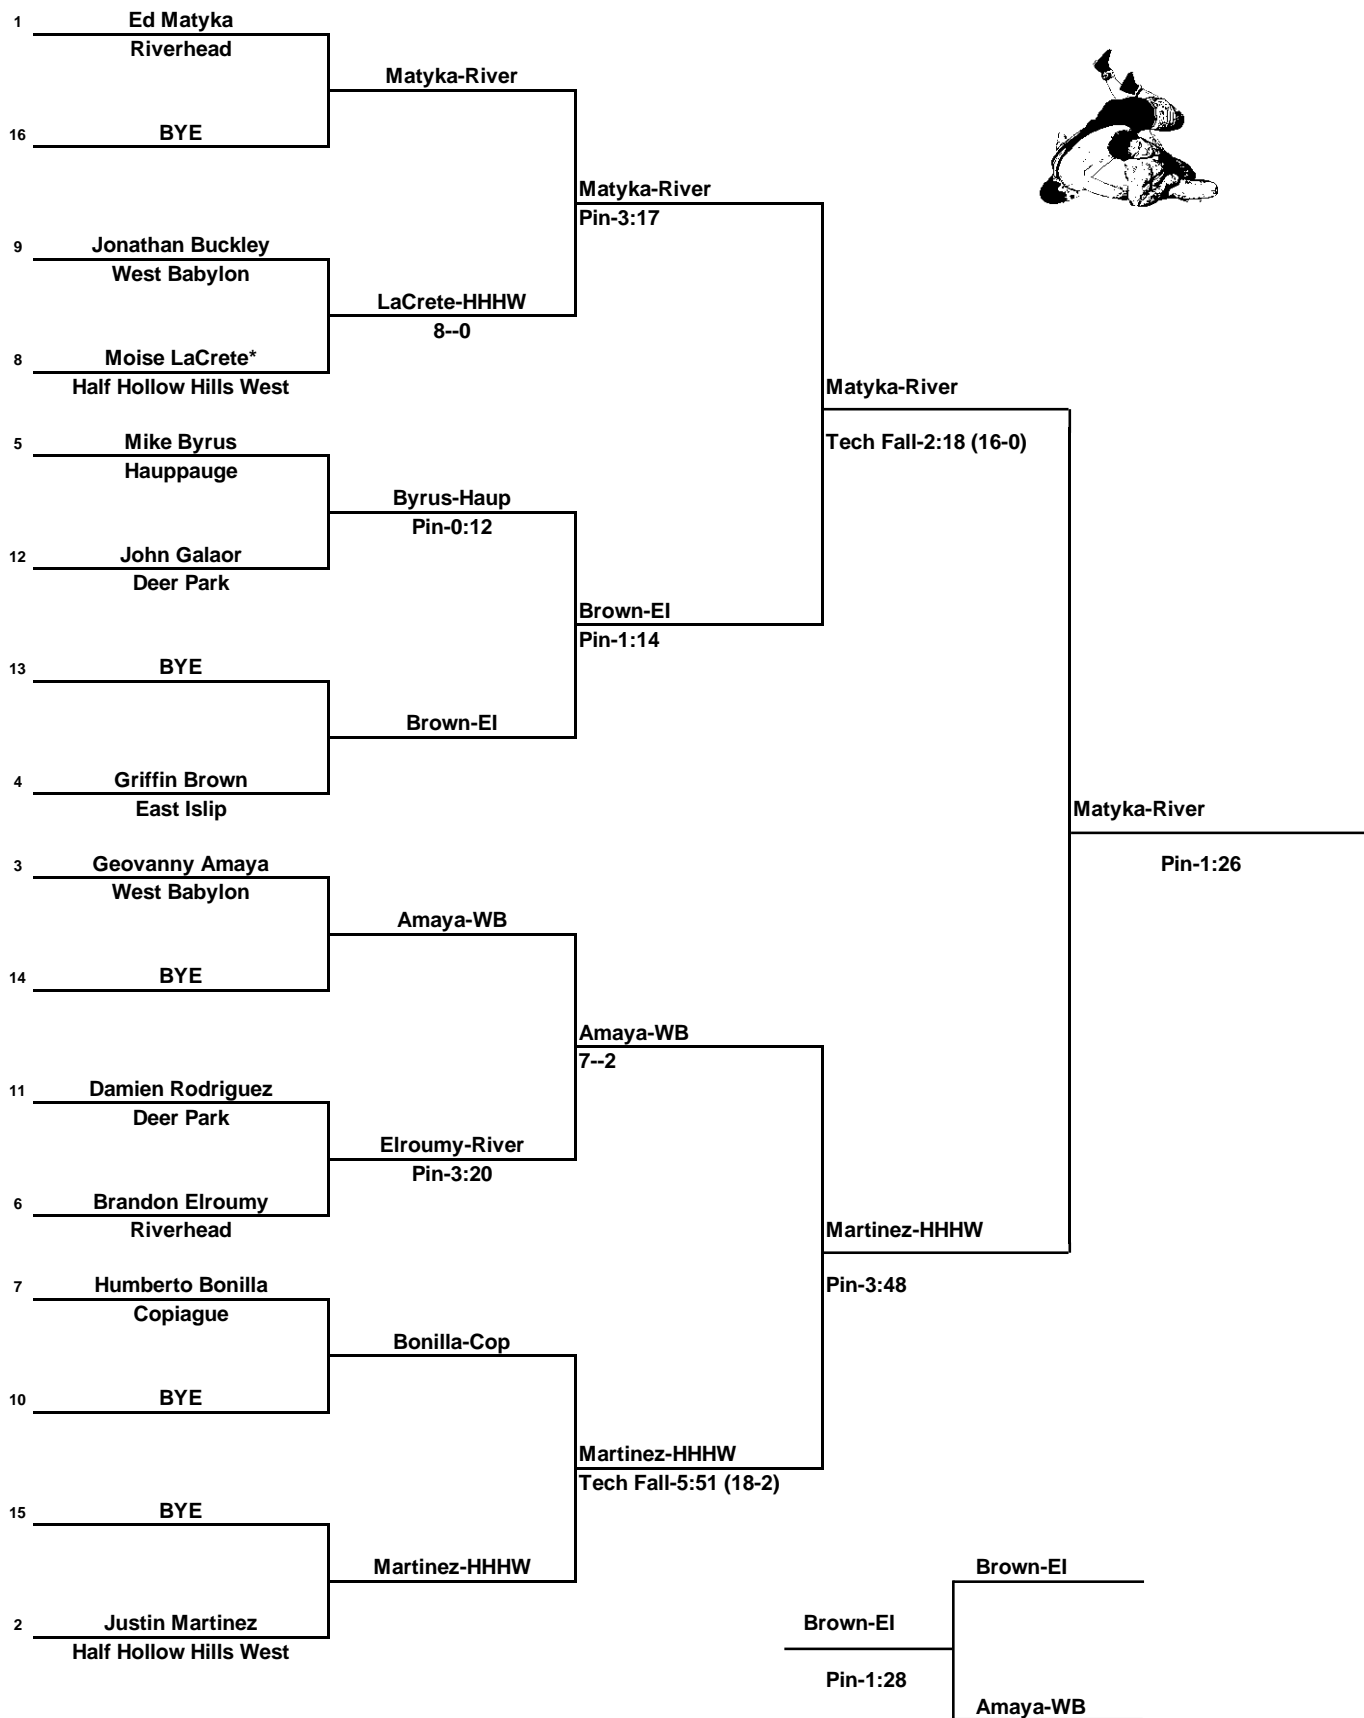 1
Ed Matyka
Riverhead
Matyka-River
16
BYE
Matyka-River
Pin-3:17
9
Jonathan Buckley
West Babylon
LaCrete-HHHW
8--0
8
Moise LaCrete*
Half Hollow Hills West
Matyka-River
Tech Fall-2:18 (16-0)
5
Mike Byrus
Hauppauge
Byrus-Haup
Pin-0:12
12
John Galaor
Deer Park
Brown-EI
Pin-1:14
13
BYE
Brown-EI
4
Griffin Brown
East Islip
Matyka-River
Pin-1:26
3
Geovanny Amaya
West Babylon
Amaya-WB
14
BYE
Amaya-WB
7--2
11
Damien Rodriguez
Deer Park
Elroumy-River
Pin-3:20
6
Brandon Elroumy
Riverhead
Martinez-HHHW
Pin-3:48
7
Humberto Bonilla
Copiague
Bonilla-Cop
10
BYE
Martinez-HHHW
Tech Fall-5:51 (18-2)
15
BYE
Martinez-HHHW
2
Justin Martinez
Half Hollow Hills West
Brown-EI
Brown-EI
Pin-1:28
Amaya-WB